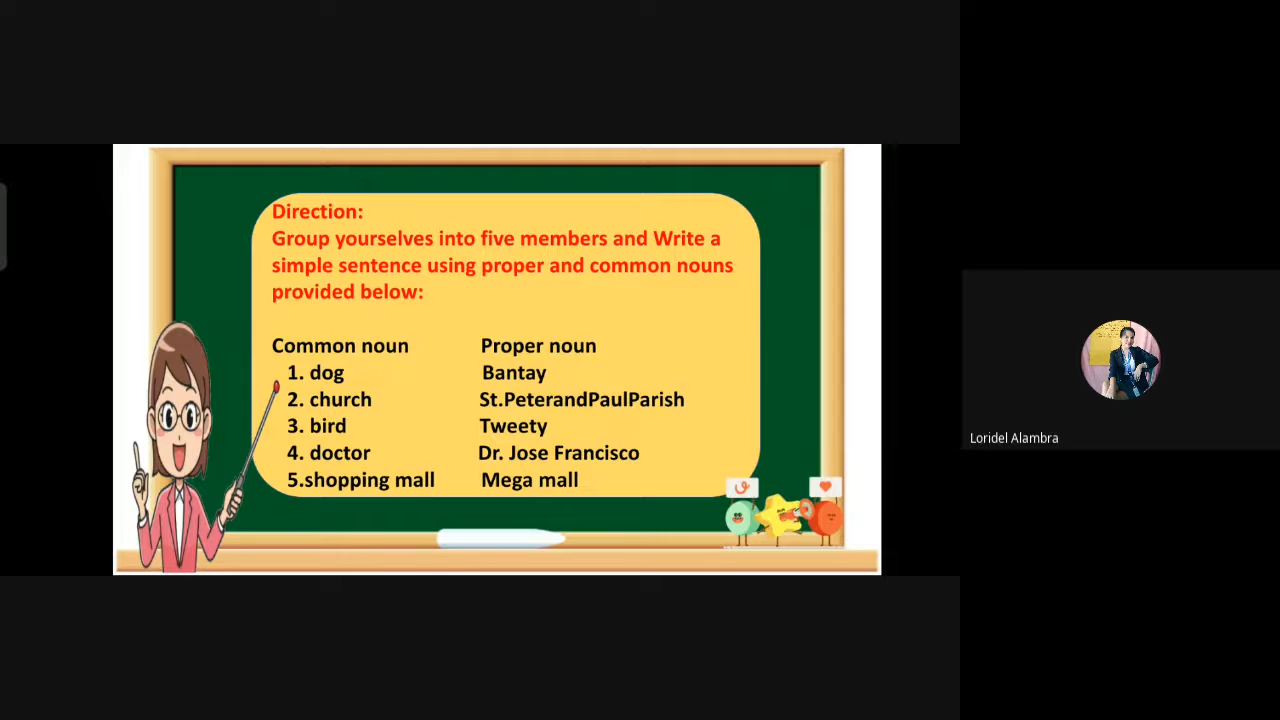 Direction:
Group yourselves into five members and Write a
simple sentence using proper and common nouns
provided below:
Common noun Proper noun
1. dog Bantay
2. church St.PeterandPaulParish
3. bird Tweety
4. doctor Dr. Jose Francisco
5.shopping mall Mega mall
Loridel Alambra